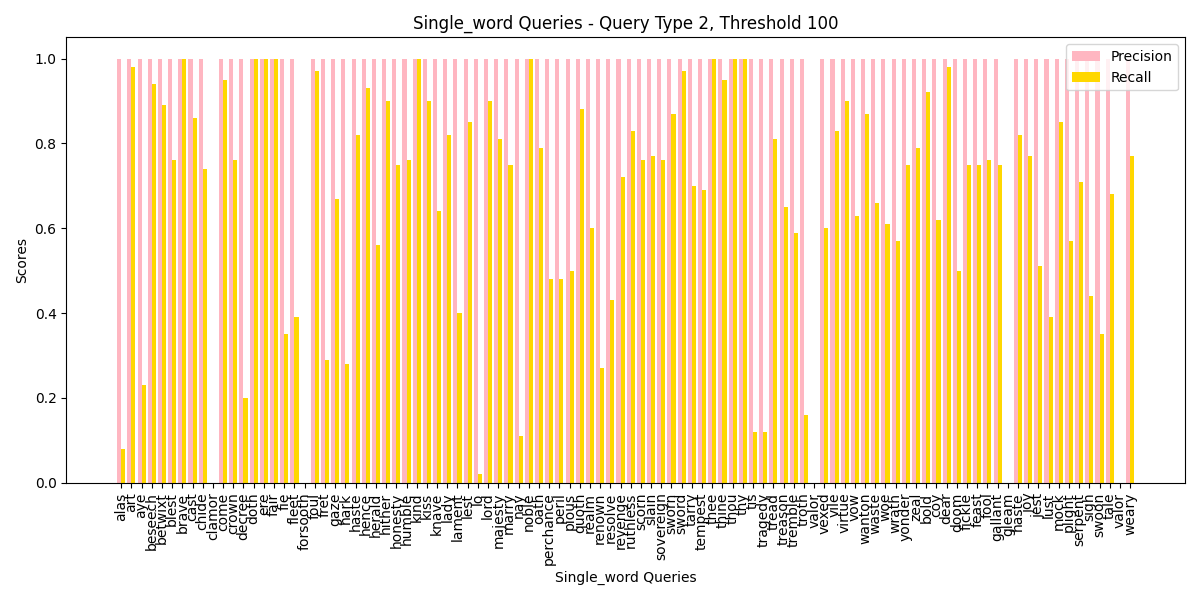 Single_word Queries - Query Type 2, Threshold 100
Precision
Recall
Scores
1.0
0.8
0.6
0.4
0.2
0.0
alas
art
aye
beseech
betwixt
blest
brave
cast
chide
clamor
come
crown
decree
doth
ere
fair
fie
fleet
forsooth
foul
fret
gaze
hark
haste
hence
herald
hither
honesty
humble
kind
kiss
knave
lady
lament
lest
lo
lord
majesty
marry
nay
noble
oath
perchance
peril
pious
quoth
realm
renown
resolve
revenge
ruthless
scorn
slain
sovereign
sworn
sword
tarry
tempest
thee
thine
thou
thy
tis
tragedy
tread
treason
tremble
troth
valor
vexed
vile
virtue
vow
wanton
waste
woe
wrath
yonder
zeal
bold
coy
dear
doom
fickle
feast
fool
gallant
gleam
haste
joy
jest
lust
mock
plight
serpent
sigh
swoon
tale
valor
weary
Single_word Queries